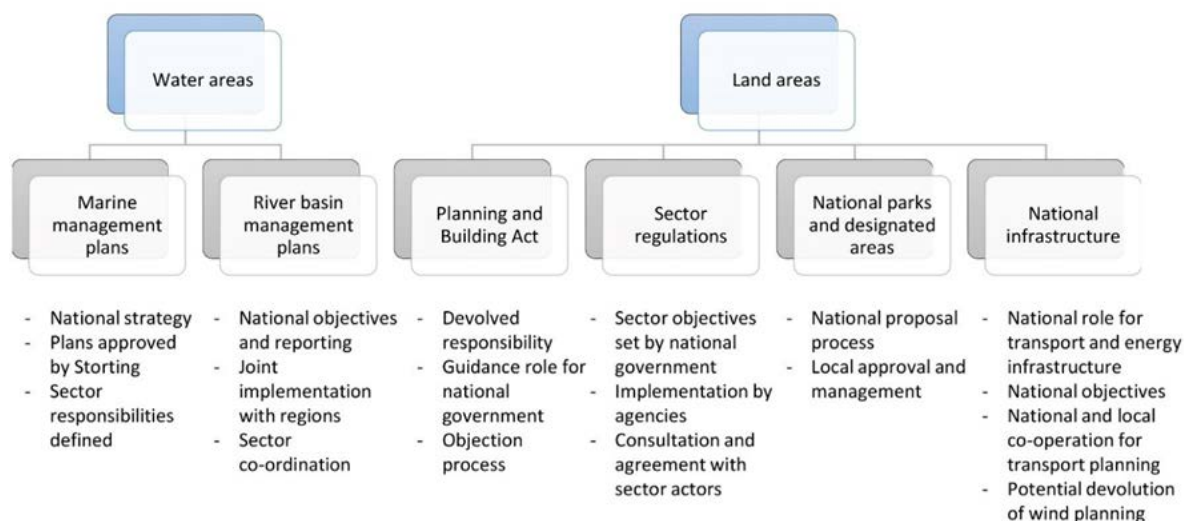 Water areas
Land areas
Marine
management
plans
River basin
management
plans
Planning and
Building Act
Sector
regulations
National parks
and designated
areas
National
infrastructure
- National strategy
- Plans approved
by Storting
- Sector
responsibilities
defined
- National objectives
and reporting
- Joint
implementation
with regions
- Sector
co-ordination
- Devolved
responsibility
- Guidance role for
national
government
- Objection
process
- Sector objectives
set by national
government
- Implementation by
agencies
- Consultation and
agreement with
sector actors
- National proposal
process
- Local approval and
management
- National role for
transport and energy
infrastructure
- National objectives
- National and local
co-operation for
transport planning
- Potential devolution
of wind planning